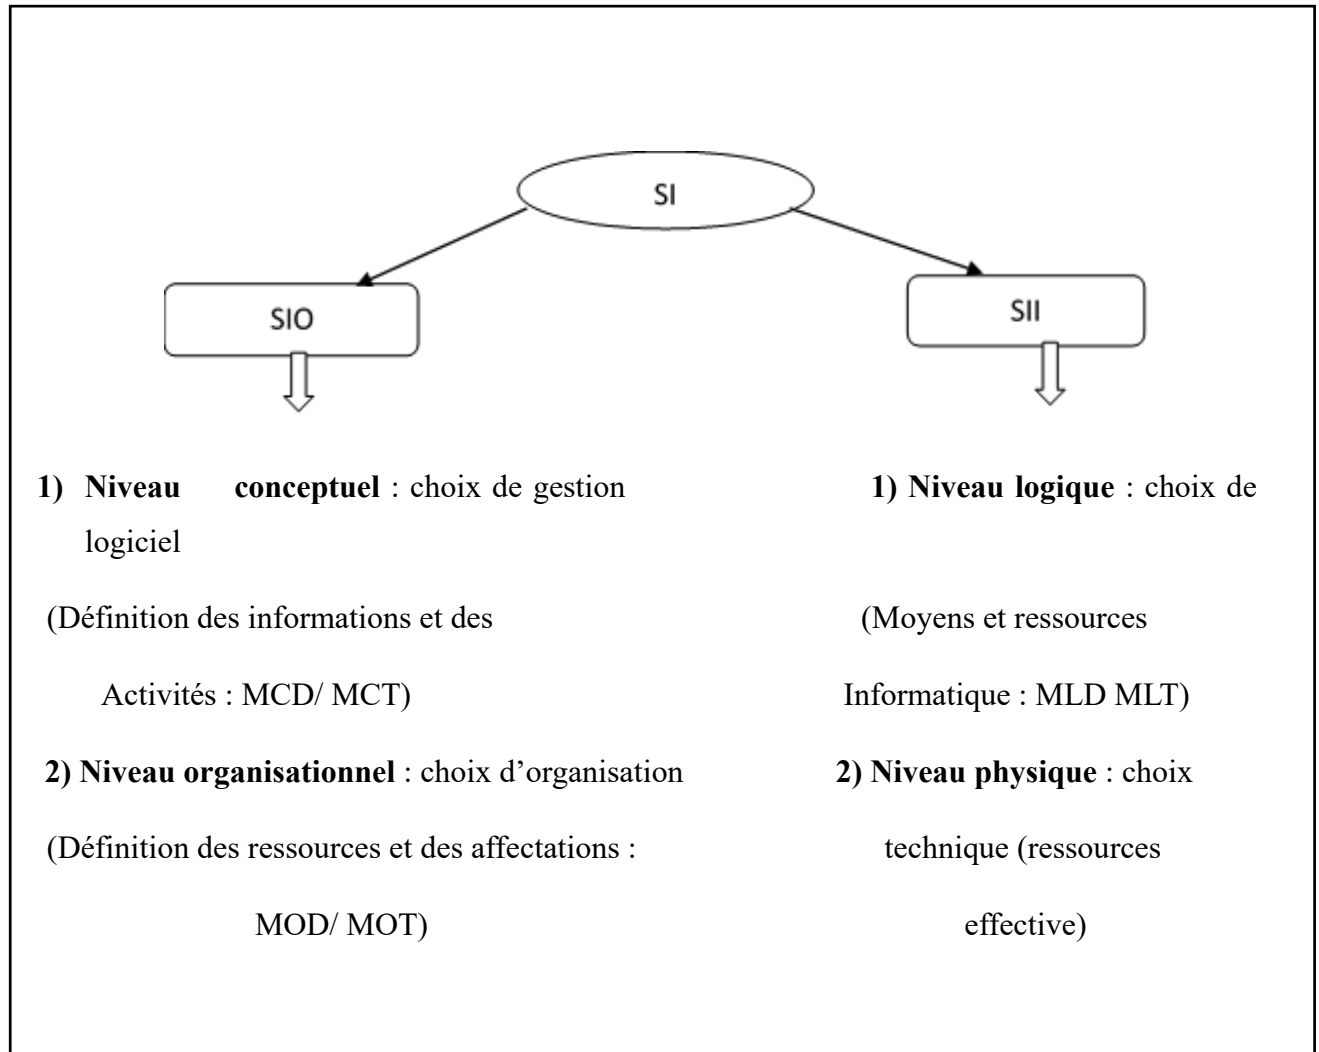 SI
SIO
SII
1) Niveau conceptuel : choix de gestion
logiciel
(Définition des informations et des
Activités : MCD/ MCT)
2) Niveau organisationnel : choix d’organisation
(Définition des ressources et des affectations :
MOD/ MOT)
1) Niveau logique : choix de
(Moyens et ressources
Informatique : MLD MLT)
2) Niveau physique : choix
technique (ressources
effective)